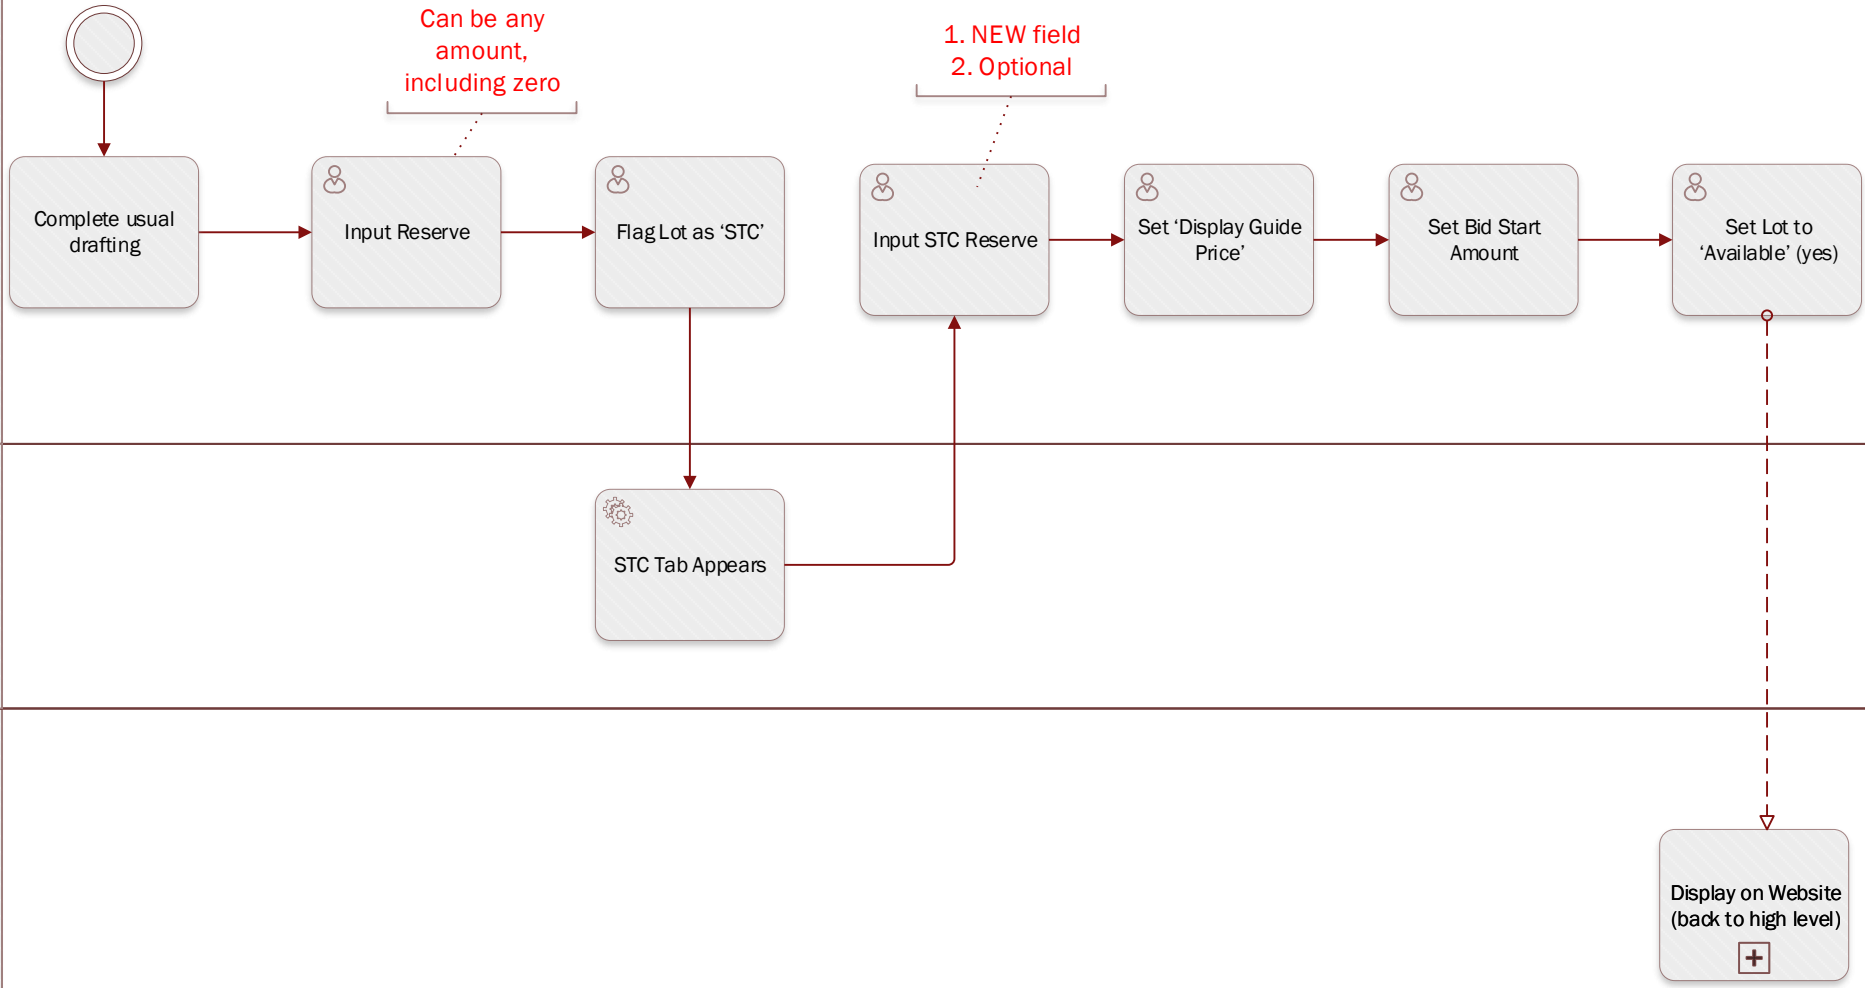 Can be any
amount,
including zero
1. NEW field
2. Optional
Complete usual
drafting
Input Reserve
Flag Lot as ‘STC’
Input STC Reserve
Set ‘Display Guide
Price’
Set Bid Start
Amount
Set Lot to
‘Available’ (yes)
STC Tab Appears
Display on Website
(back to high level)